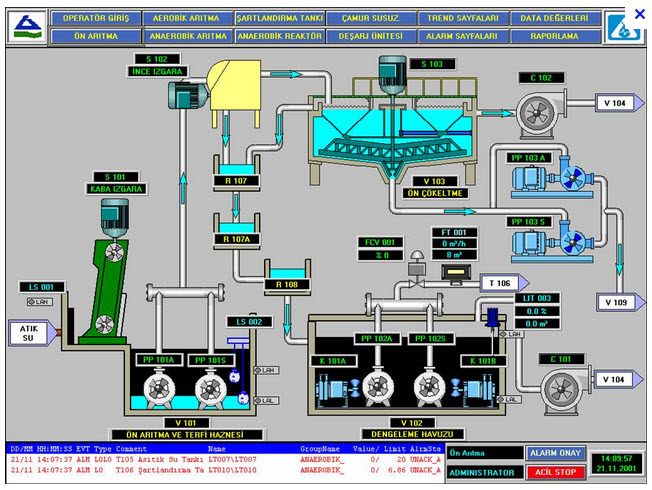 OPERATÖR GİRİŞ AEROBİK ARITMA ŞARTLANDIRMA TANKI ÇAMUR SUSUZ. TREND SAYFALARI DATA DEĞERLERİ
ÖN ARITMA ANAEROBİK ARITMA ANAEROBİK REAKTÖR DEŞARJ ÜNİTESİ ALARM SAYFALARI RAPORLAMA
S 102
İNCE IZGARA
S 103
C 102
V 104
S 101
KABA IZGARA
R 107
V 103
ÖN ÇÖKELTME
PP 103 A
PP 103 S
R 107A
FCV 001
% 0
FT 001
0 m³/h
8 m³
R 108
T 106
V 109
LS 001
LAH
LS 002
LIT 003
0.0 %
0.0 m³
ATIK
SU
PP 101A
PP 101S
LAH
LAL
PP 102A
PP 102S
K 101A
K 101B
LAH
LAL
C 101
V 104
V 101
ÖN ARITMA VE TERFİ HAZNESİ
V 102
DENGELEME HAVUZU
DD/MM HH:MM:SS EVT Type Comment Name GroupName Value/ Limit AlrmSta
21/11 14:07:37 ALM LOLO T105 Asitik Su Tankı LT007\LT007 ANAEROBIK_ 0/ 20 UNACK_A
21/11 14:07:37 ALM LO T106 Şartlandırma Ta LT010\LT010 ANAEROBIK_ 0/ 6.86 UNACK_A
Ön Arıtma
ADMINISTRATOR
ALARM ONAY
ACİL STOP
14:09:57
21.11.2001